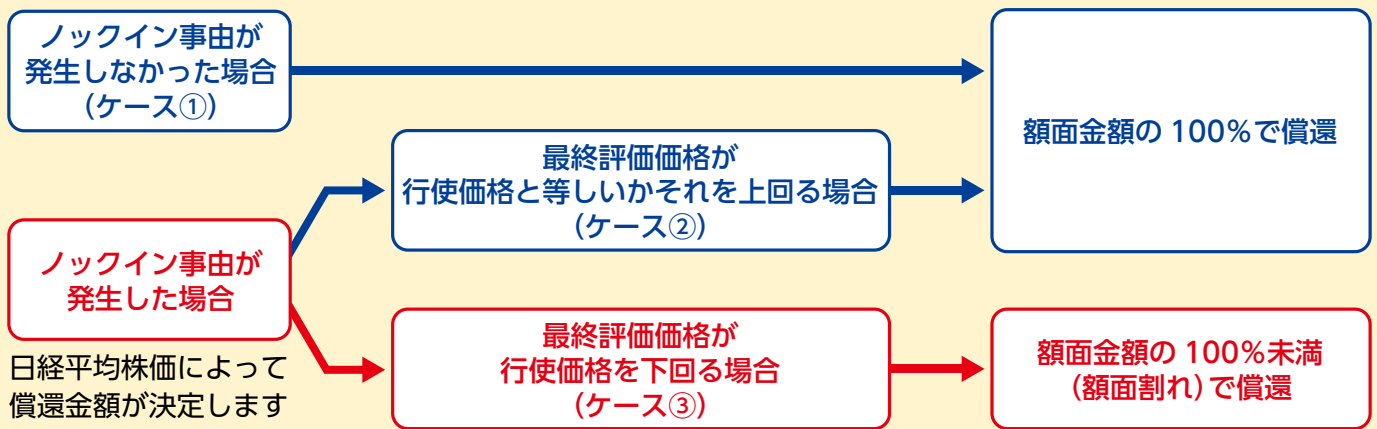 ノックイン事由が
発生しなかった場合
(ケース①)
額面金額の 100%で償還
最終評価価格が
行使価格と等しいかそれを上回る場合
(ケース②)
ノックイン事由が
発生した場合
日経平均株価によって
償還金額が決定します
最終評価価格が
行使価格を下回る場合
(ケース③)
額面金額の 100%未満
(額面割れ)で償還